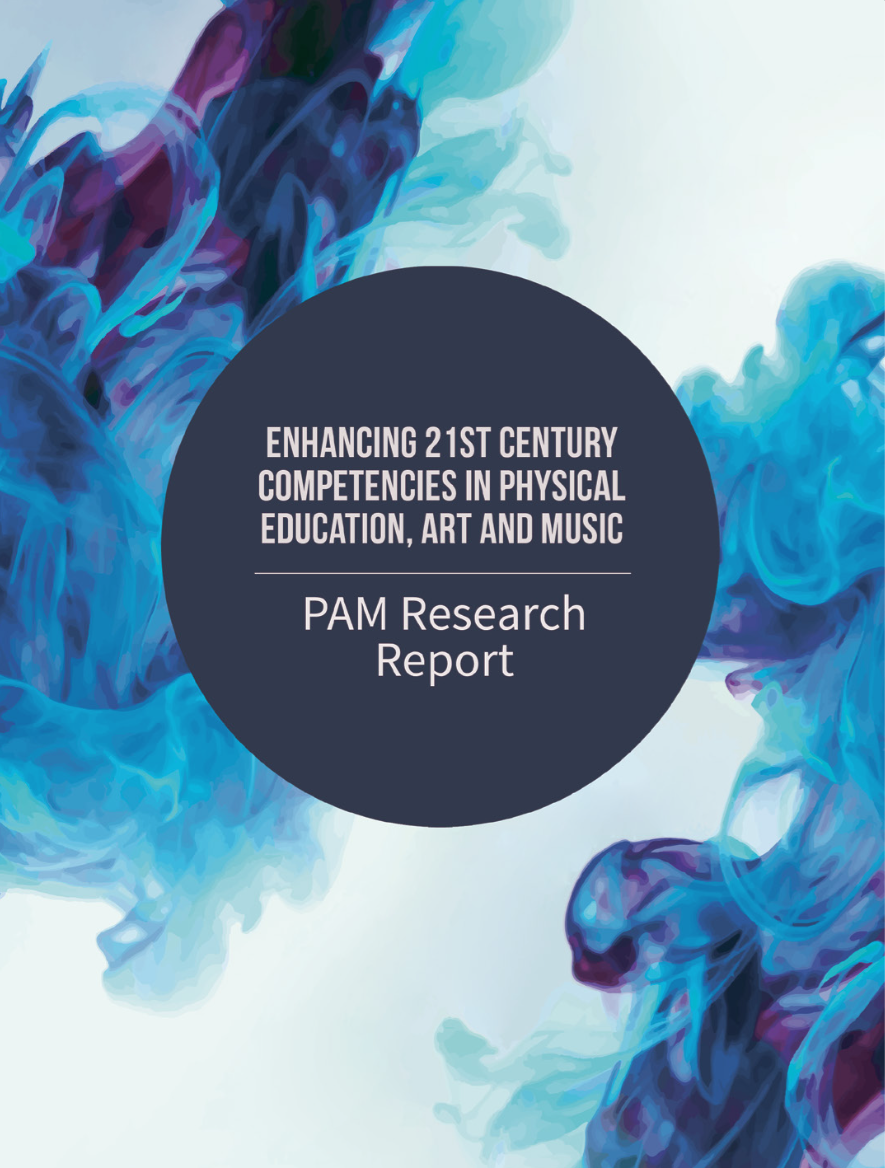 ENHANCING 21ST CENTURY
COMPETENCIES IN PHYSICAL
EDUCATION, ART AND MUSIC
PAM Research
Report